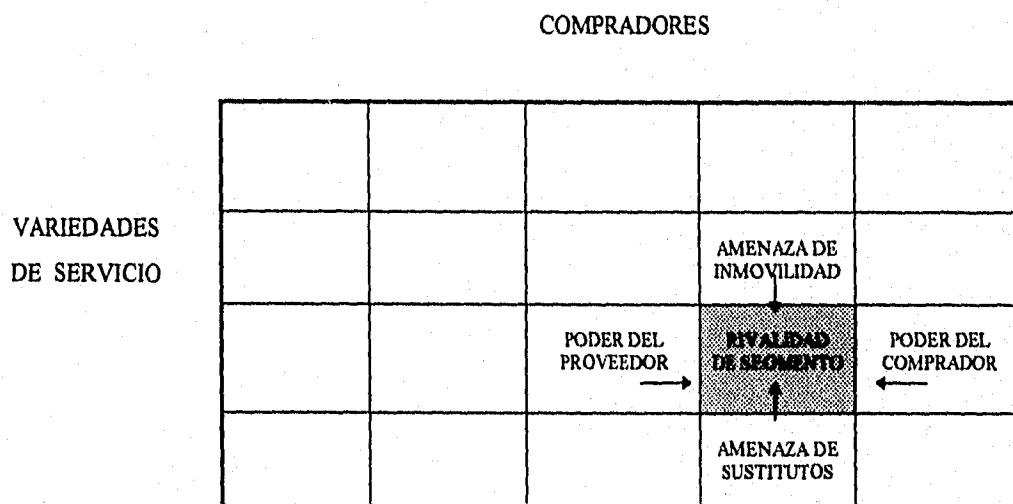 COMPRADORES
VARIEDADES
DE SERVICIO
AMENAZA DE
INMOVILIDAD
PODER DEL
PROVEEDOR
RIVALIDAD
DE SEGMENTO
PODER DEL
COMPRADOR
AMENAZA DE
SUSTITUTOS